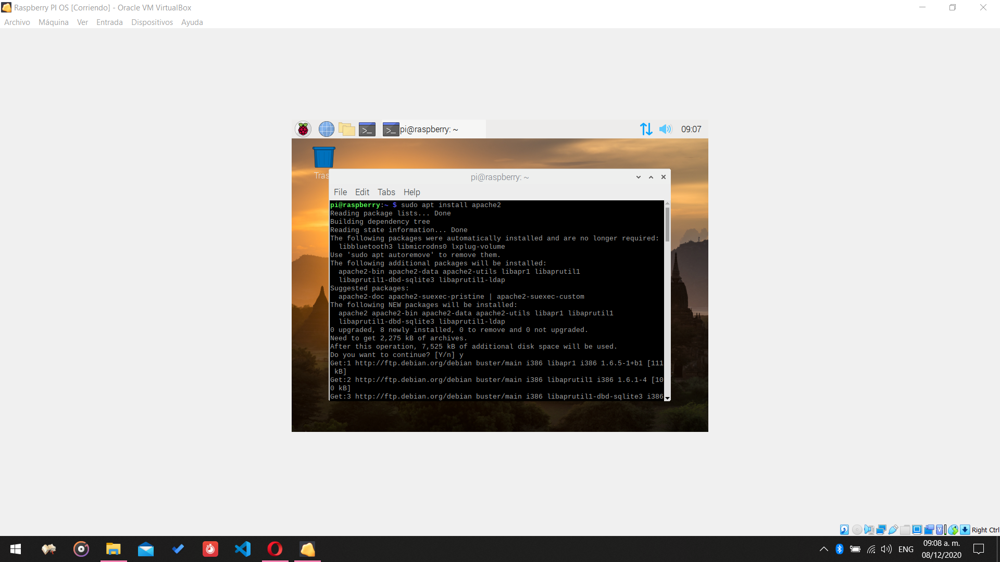 Raspberry PI OS [Corriendo] - Oracle VM VirtualBox
Archivo Máquina Ver Entrada Dispositivos Ayuda
pi@raspberry: ~
09:07
Tras
pi@raspberry: ~
File Edit Tabs Help
pi@raspberry:~ $ sudo apt install apache2
Reading package lists... Done
Building dependency tree
Reading state information... Done
The following packages were automatically installed and are no longer required:
libbluetooth3 libmicrodns0 lxplug-volume
Use 'sudo apt autoremove' to remove them.
The following additional packages will be installed:
apache2-bin apache2-data apache2-utils libapr1 libaprutil1
libaprutil1-dbd-sqlite3 libaprutil1-ldap
Suggested packages:
apache2-doc apache2-suexec-pristine | apache2-suexec-custom
The following NEW packages will be installed:
apache2 apache2-bin apache2-data apache2-utils libapr1 libaprutil1
libaprutil1-dbd-sqlite3 libaprutil1-ldap
0 upgraded, 8 newly installed, 0 to remove and 0 not upgraded.
Need to get 2,275 kB of archives.
After this operation, 7,525 kB of additional disk space will be used.
Do you want to continue? [Y/n] y
Get:1 http://ftp.debian.org/debian buster/main i386 libapr1 i386 1.6.5-1+b1 [111
kB]
Get:2 http://ftp.debian.org/debian buster/main i386 libaprutil1 i386 1.6.1-4 [10
0 kB]
Get:3 http://ftp.debian.org/debian buster/main i386 libaprutil1-dbd-sqlite3 i386
Right Ctrl
ENG
09:08 a. m.
08/12/2020